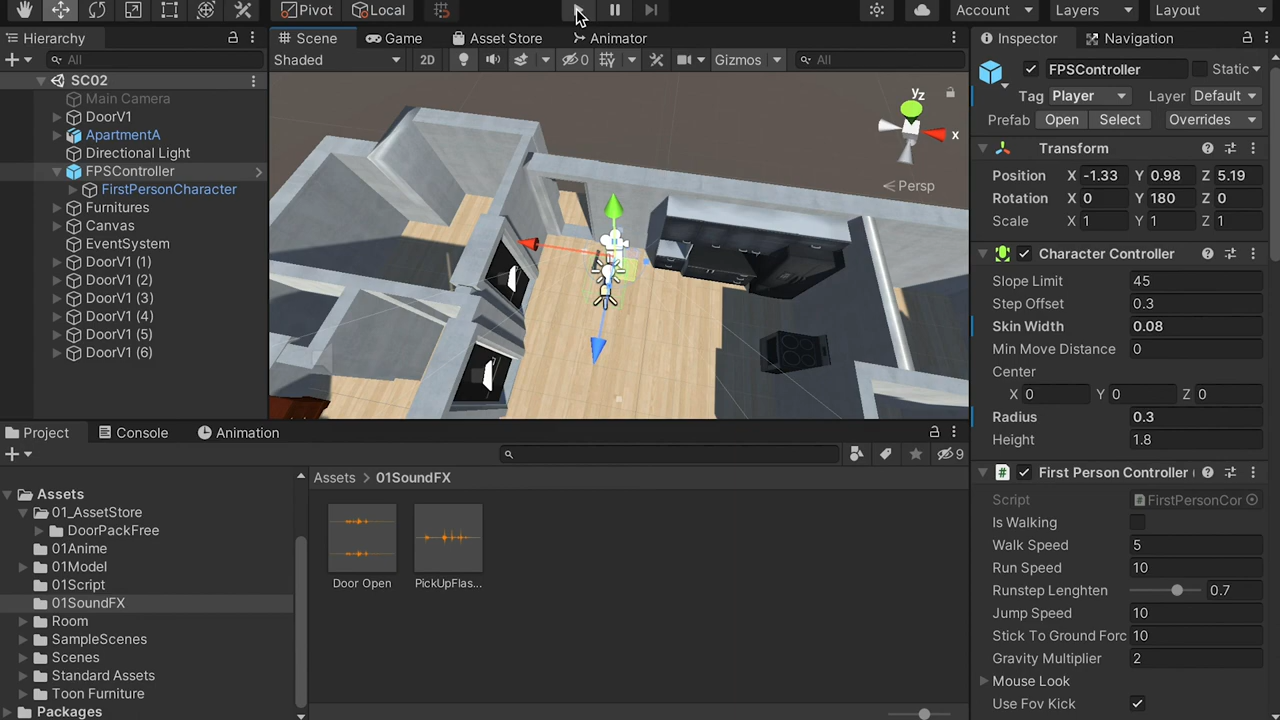 Pivot Local Account Layers Layout
Hierarchy Scene Game Asset Store Animator Inspector Navigation
All Shaded 2D 0 Gizmos All FPSController Static
SC02
Main Camera Tag Player Layer Default
DoorV1 Prefab Open Select Overrides
ApartmentA Transform
Directional Light Position X -1.33 Y 0.98 Z 5.19
FPSController Rotation X 0 Y 180 Z 0
FirstPersonCharacter Scale X 1 Y 1 Z 1
Furnitures
Canvas Character Controller
EventSystem Slope Limit 45
DoorV1 (1) Step Offset 0.3
DoorV1 (2) Skin Width 0.08
DoorV1 (3) Min Move Distance 0
DoorV1 (4) Center
DoorV1 (5) X 0 Y 0 Z 0
DoorV1 (6) Radius 0.3
Height 1.8
yz
x
Persp
Project Console Animation
9
Assets > 01SoundFX
Assets
01_AssetStore
DoorPackFree
01Anime
01Model
01Script
01SoundFX
Room
SampleScenes
Scenes
Standard Assets
Toon Furniture
Packages
Door Open PickUpFlas...
First Person Controller (
Script FirstPersonCor
Is Walking
Walk Speed 5
Run Speed 10
Runstep Lenghten 0.7
Jump Speed 10
Stick To Ground Forc 10
Gravity Multiplier 2
Mouse Look
Use Fov Kick